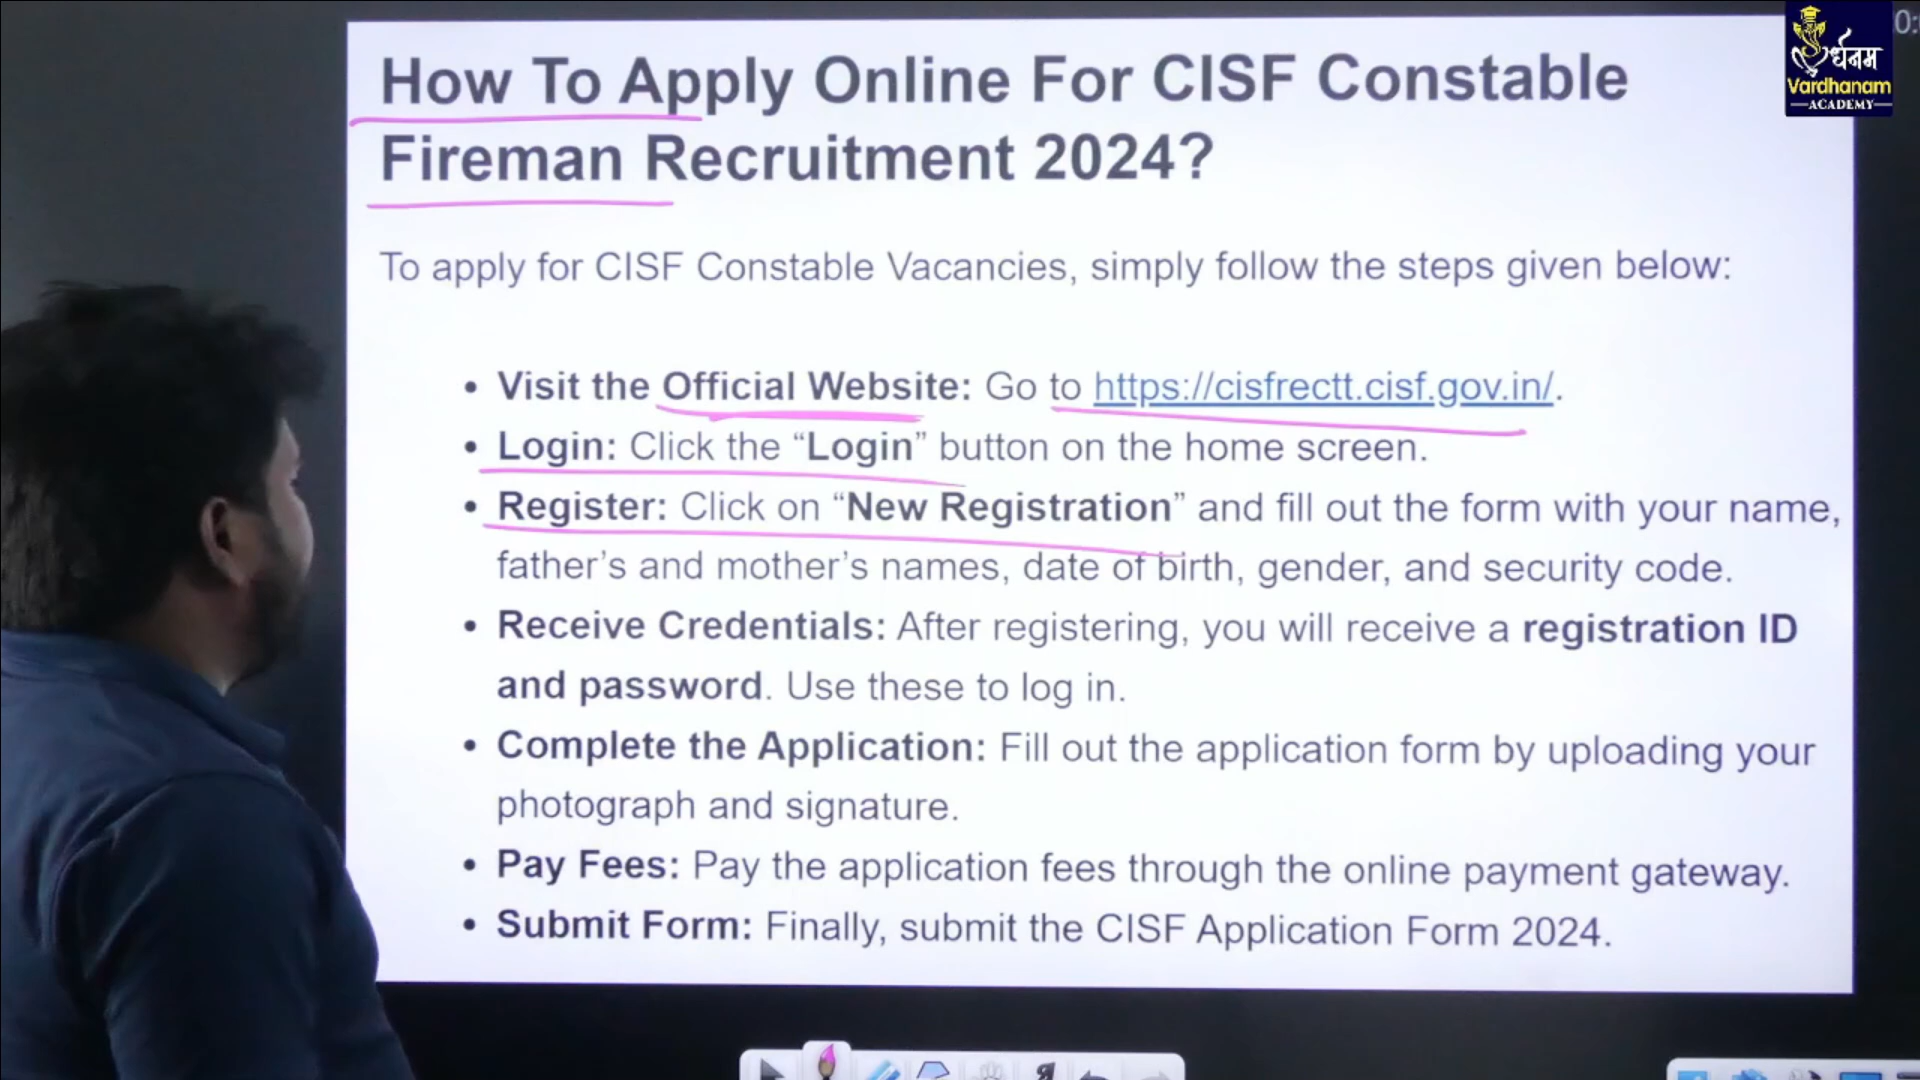 How To Apply Online For CISF Constable
Fireman Recruitment 2024?
To apply for CISF Constable Vacancies, simply follow the steps given below:
• Visit the Official Website: Go to https://cisfrectt.cisf.gov.in/.
• Login: Click the “Login” button on the home screen.
• Register: Click on “New Registration” and fill out the form with your name,
father’s and mother’s names, date of birth, gender, and security code.
• Receive Credentials: After registering, you will receive a registration ID
and password. Use these to log in.
• Complete the Application: Fill out the application form by uploading your
photograph and signature.
• Pay Fees: Pay the application fees through the online payment gateway.
• Submit Form: Finally, submit the CISF Application Form 2024.
र्धनम
Vardhanam
ACADEMY